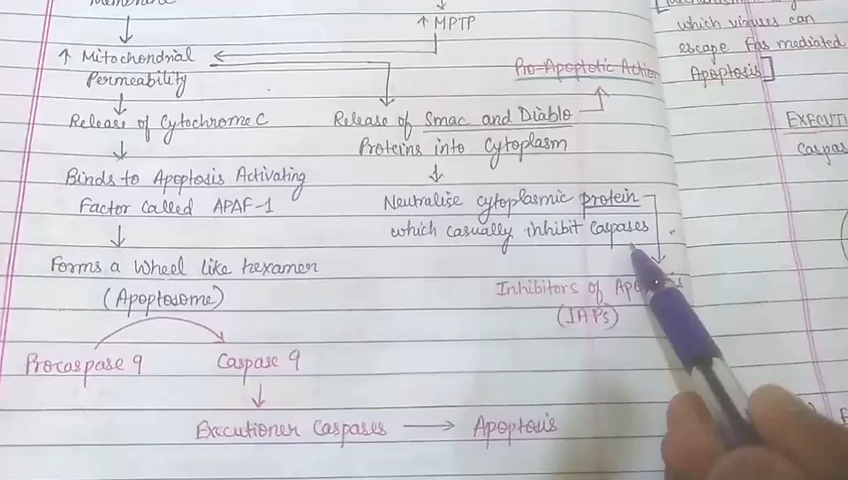 Membrane
↑ MPTP
↑ Mitochondrial
Permeability
Release of Cytochrome C
Binds to Apoptosis Activating
Factor called APAF-1
Forms a Wheel like hexamer
(Apoptosome)
Procaspase 9
Caspase 9
Executioner Caspases → Apoptosis
Pro-Apoptotic Action
Release of Smac and Diablo
Proteins into Cytoplasm
Neutralise cytoplasmic protein
which casually inhibit Caspases
Inhibitors of
(IAPs)
which viruses can
escape Fas mediated
Apoptosis]